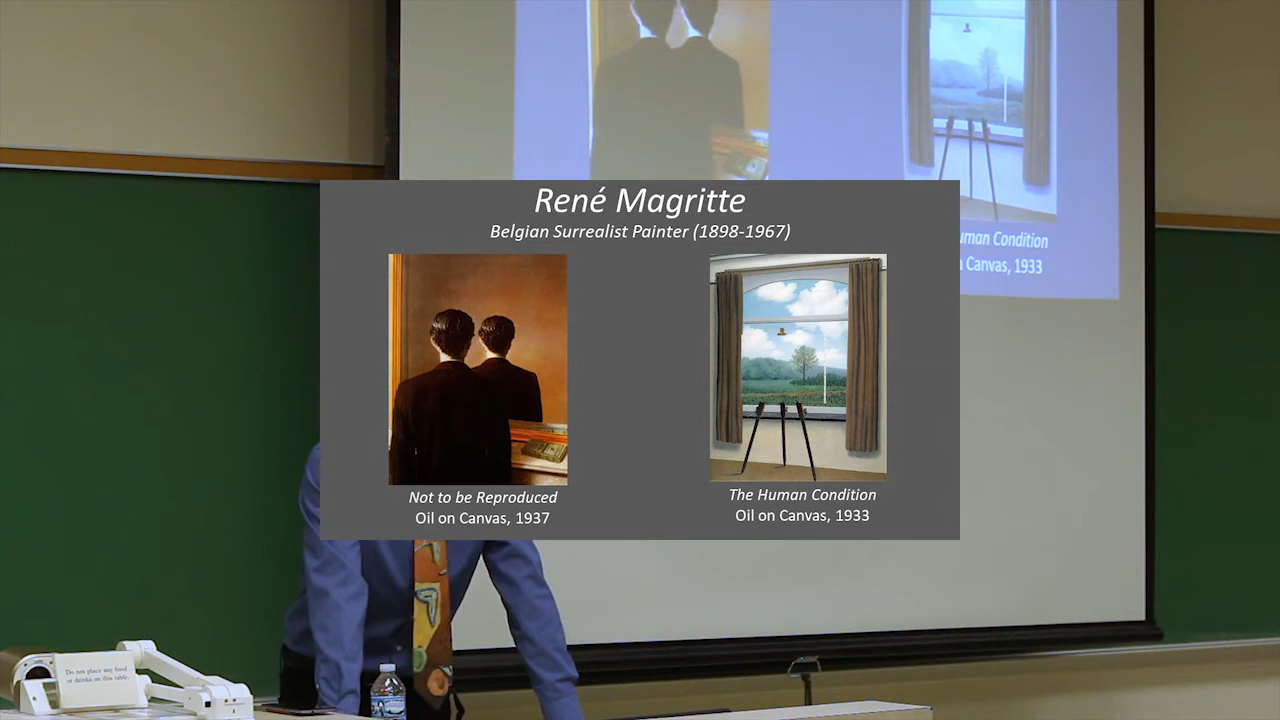 René Magritte
Belgian Surrealist Painter (1898-1967)
Not to be Reproduced
Oil on Canvas, 1937
The Human Condition
Oil on Canvas, 1933
Human Condition
Canvas, 1933
Do not place any food
or drinks on this table.